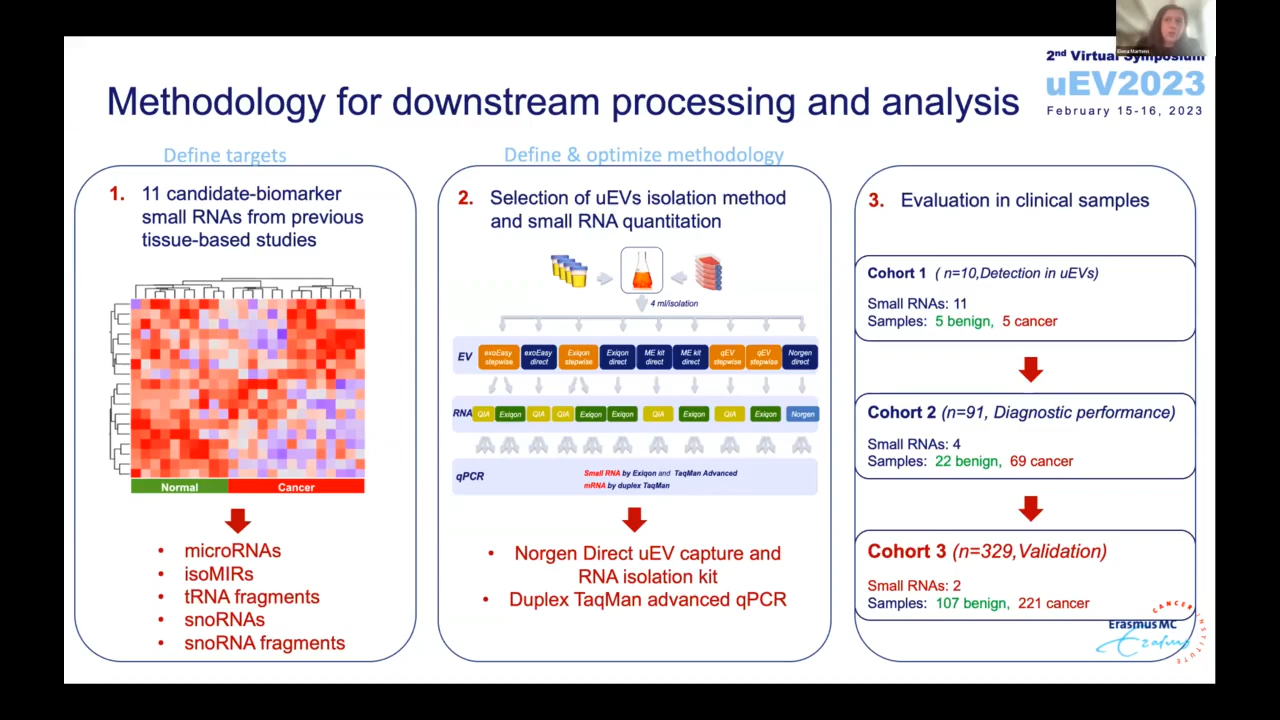 Elena Martens
2nd Virtual Symposium
uEV2023
February 15-16, 2023
Methodology for downstream processing and analysis
Define targets
1. 11 candidate-biomarker
small RNAs from previous
tissue-based studies
Normal Cancer
• microRNAs
• isoMIRs
• tRNA fragments
• snoRNAs
• snoRNA fragments
Define & optimize methodology
2. Selection of uEVs isolation method
and small RNA quantitation
4 ml/isolation
EV
exoEasy stepwise
exoEasy direct
Exiqon stepwise
Exiqon direct
ME kit direct
ME kit direct
qEV stepwise
qEV stepwise
Norgen direct
RNA QIA Exiqon QIA QIA Exiqon Exiqon QIA Exiqon QIA Exiqon Norgen
qPCR
Small RNA by Exiqon and TaqMan Advanced
mRNA by duplex TaqMan
• Norgen Direct uEV capture and
RNA isolation kit
• Duplex TaqMan advanced qPCR
3. Evaluation in clinical samples
Cohort 1 ( n=10,Detection in uEVs)
Small RNAs: 11
Samples: 5 benign, 5 cancer
Cohort 2 (n=91, Diagnostic performance)
Small RNAs: 4
Samples: 22 benign, 69 cancer
Cohort 3 (n=329,Validation)
Small RNAs: 2
Samples: 107 benign, 221 cancer
Erasmus MC
Erasmus
CANCER INSTITUTE